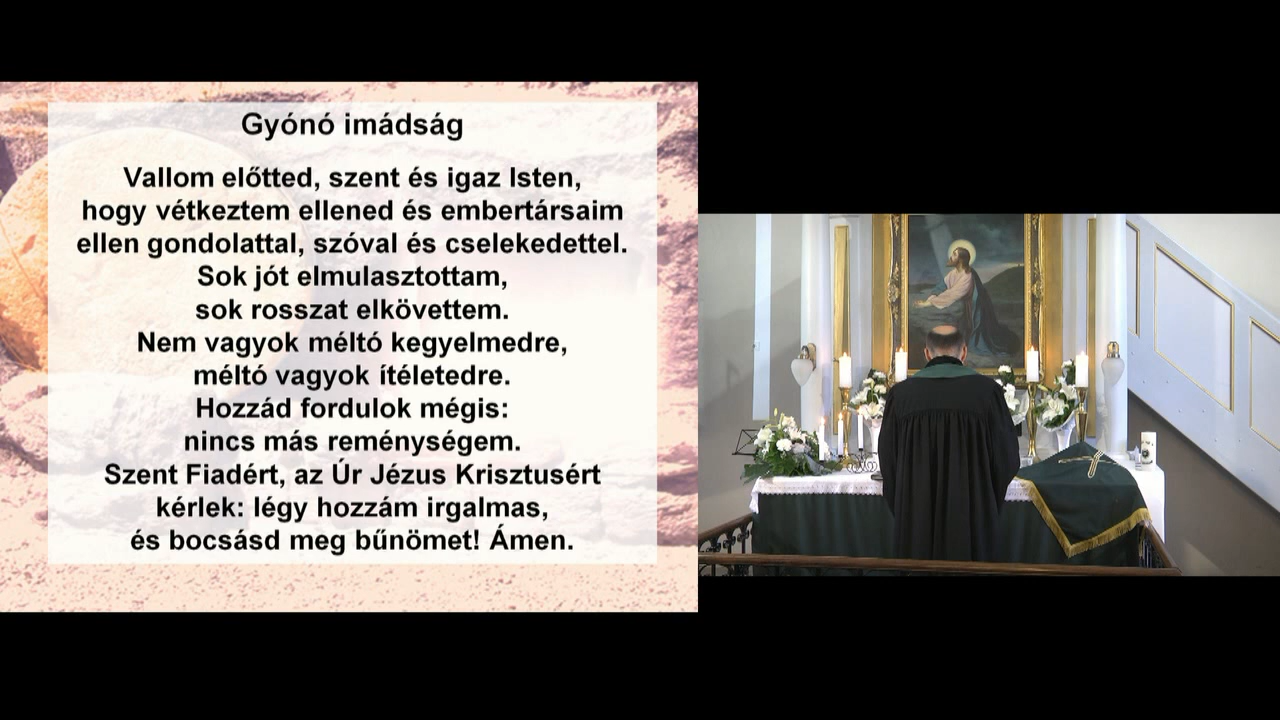 Gyónó imádság
Vallom előtted, szent és igaz Isten,
hogy vétkeztem ellened és embertársaim
ellen gondolattal, szóval és cselekedettel.
Sok jót elmulasztottam,
sok rosszat elkövettem.
Nem vagyok méltó kegyelmedre,
méltó vagyok ítéletedre.
Hozzád fordulok mégis:
nincs más reménységem.
Szent Fiadért, az Úr Jézus Krisztusért
kérlek: légy hozzám irgalmas,
és bocsásd meg bűnömet! Ámen.